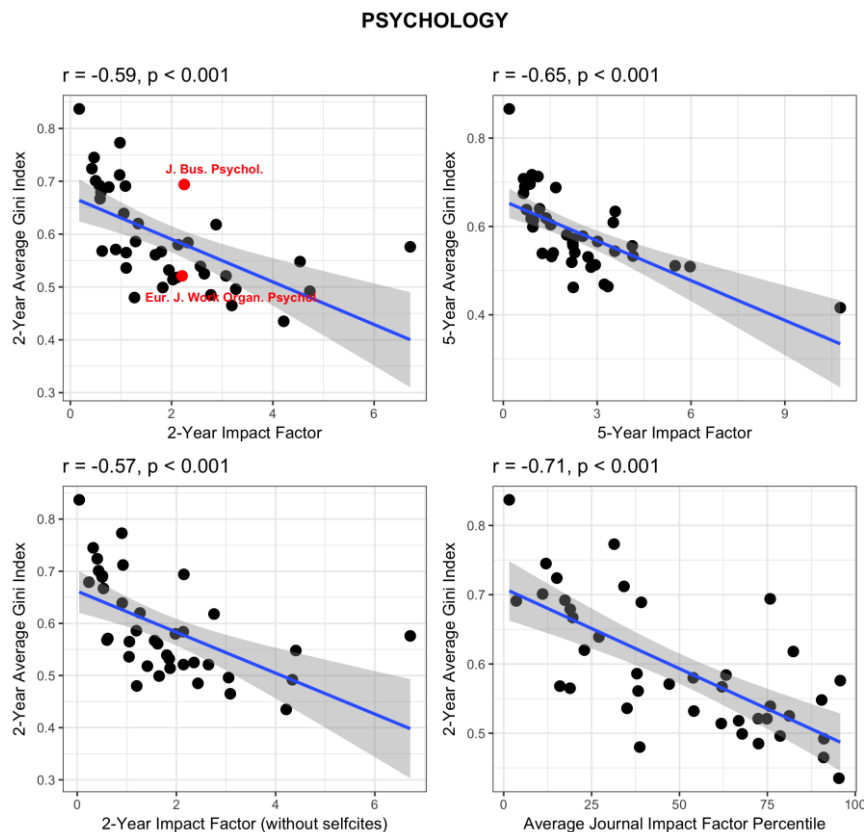 PSYCHOLOGY
r = -0.59, p < 0.001
2-Year Average Gini Index
0.8
0.7
0.6
0.5
0.4
0.3
J. Bus. Psychol.
Eur. J. Work Organ. Psychol.
0
2
4
6
2-Year Impact Factor
r = -0.65, p < 0.001
5-Year Average Gini Index
0.8
0.6
0.4
0
3
6
9
5-Year Impact Factor
r = -0.57, p < 0.001
2-Year Average Gini Index
0.8
0.7
0.6
0.5
0.4
0.3
0
2
4
6
2-Year Impact Factor (without selfcites)
r = -0.71, p < 0.001
2-Year Average Gini Index
0.8
0.7
0.6
0.5
0
25
50
75
100
Average Journal Impact Factor Percentile